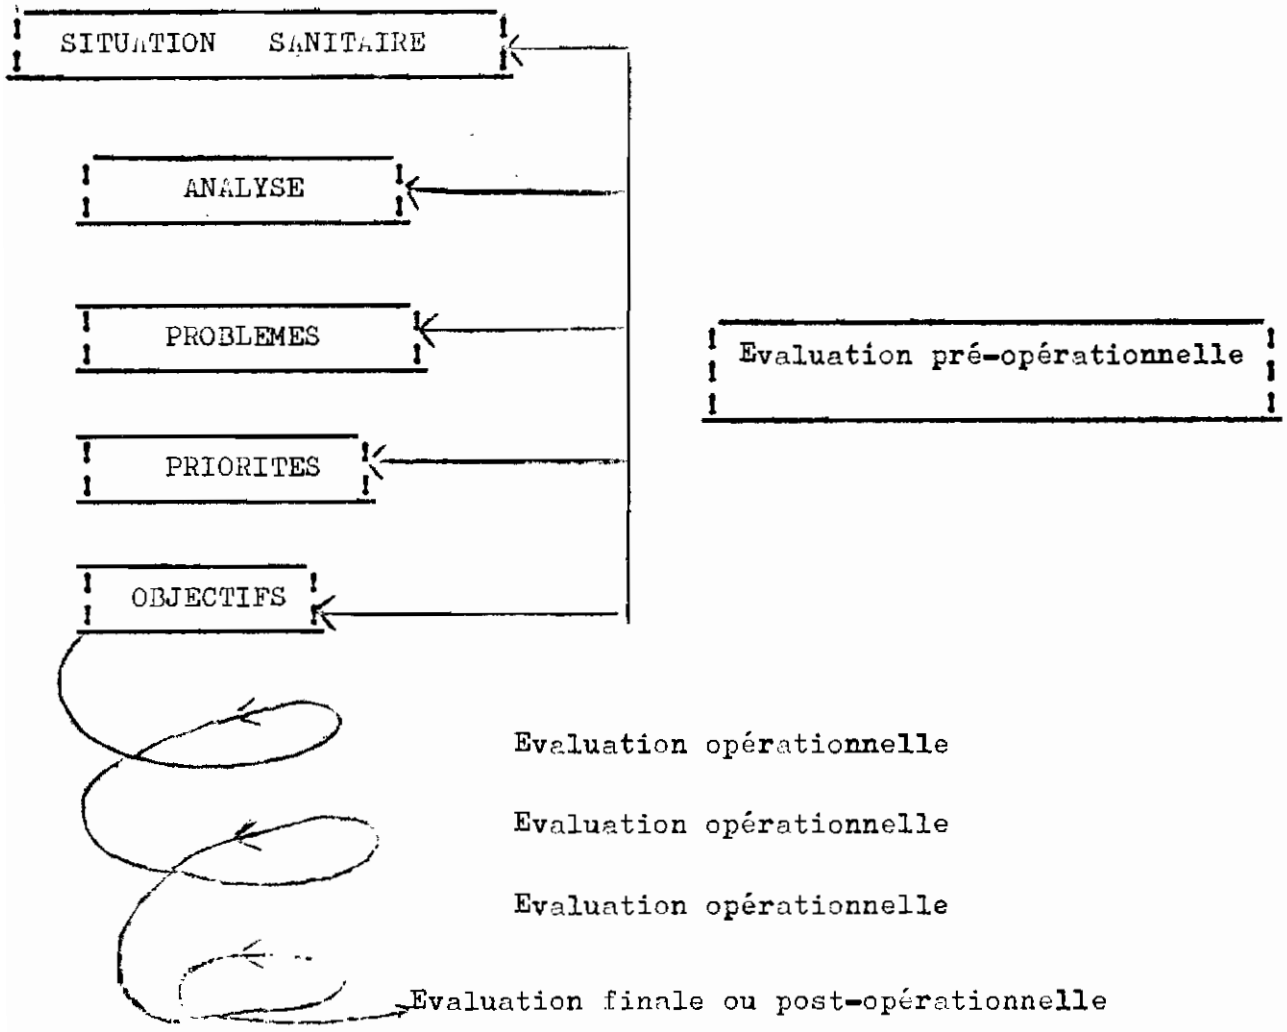 SITUATION SANITAIRE
ANALYSE
PROBLEMES
Evaluation pré-opérationnelle
PRIORITES
OBJECTIFS
Evaluation opérationnelle
Evaluation opérationnelle
Evaluation opérationnelle
Evaluation finale ou post-opérationnelle